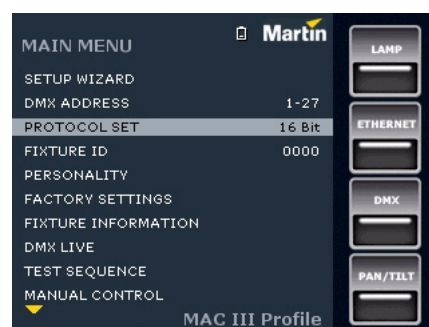 MAIN MENU
Martin
SETUP WIZARD
DMX ADDRESS 1-27
PROTOCOL SET 16 Bit
FIXTURE ID 0000
PERSONALITY
FACTORY SETTINGS
FIXTURE INFORMATION
DMX LIVE
TEST SEQUENCE
MANUAL CONTROL
MAC III Profile
LAMP
ETHERNET
DMX
PAN/TILT